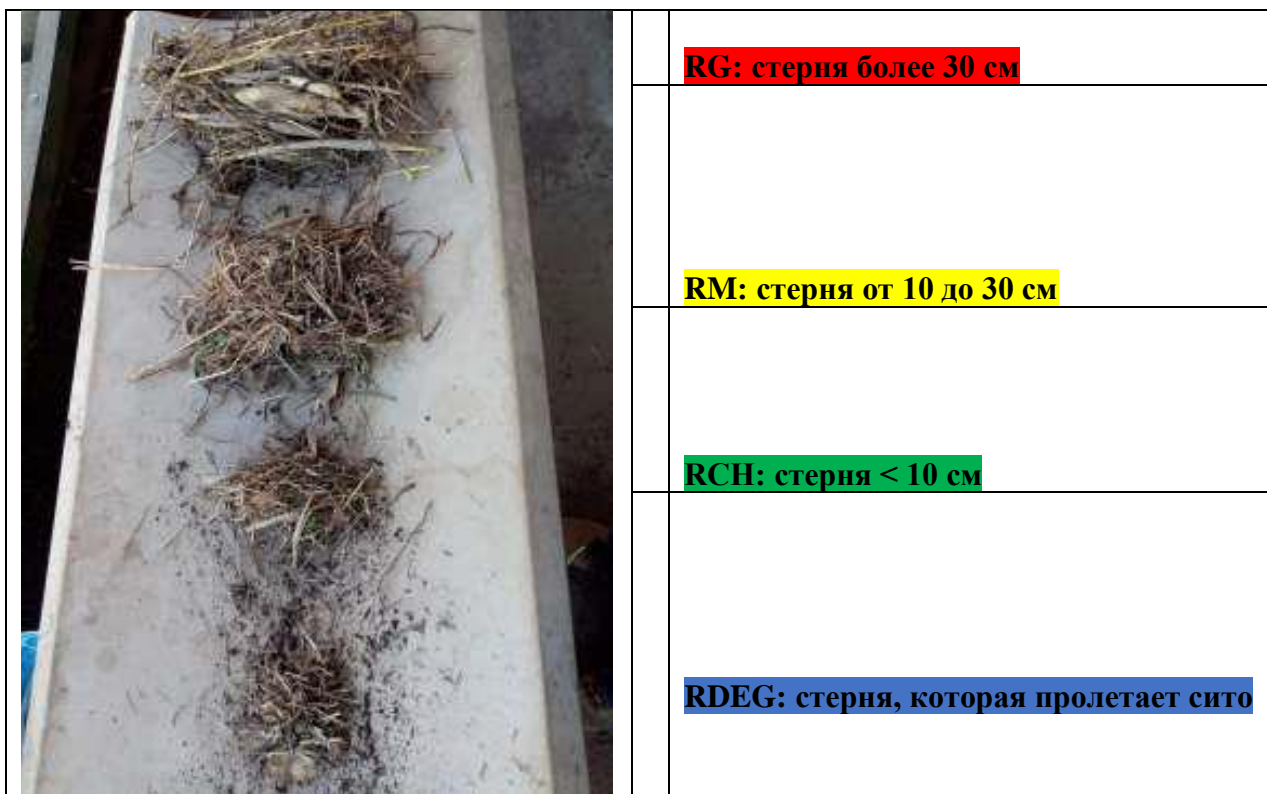 RG: стерня более 30 см
RM: стерня от 10 до 30 см
RCH: стерня < 10 см
RDEG: стерня, которая пролетает сито